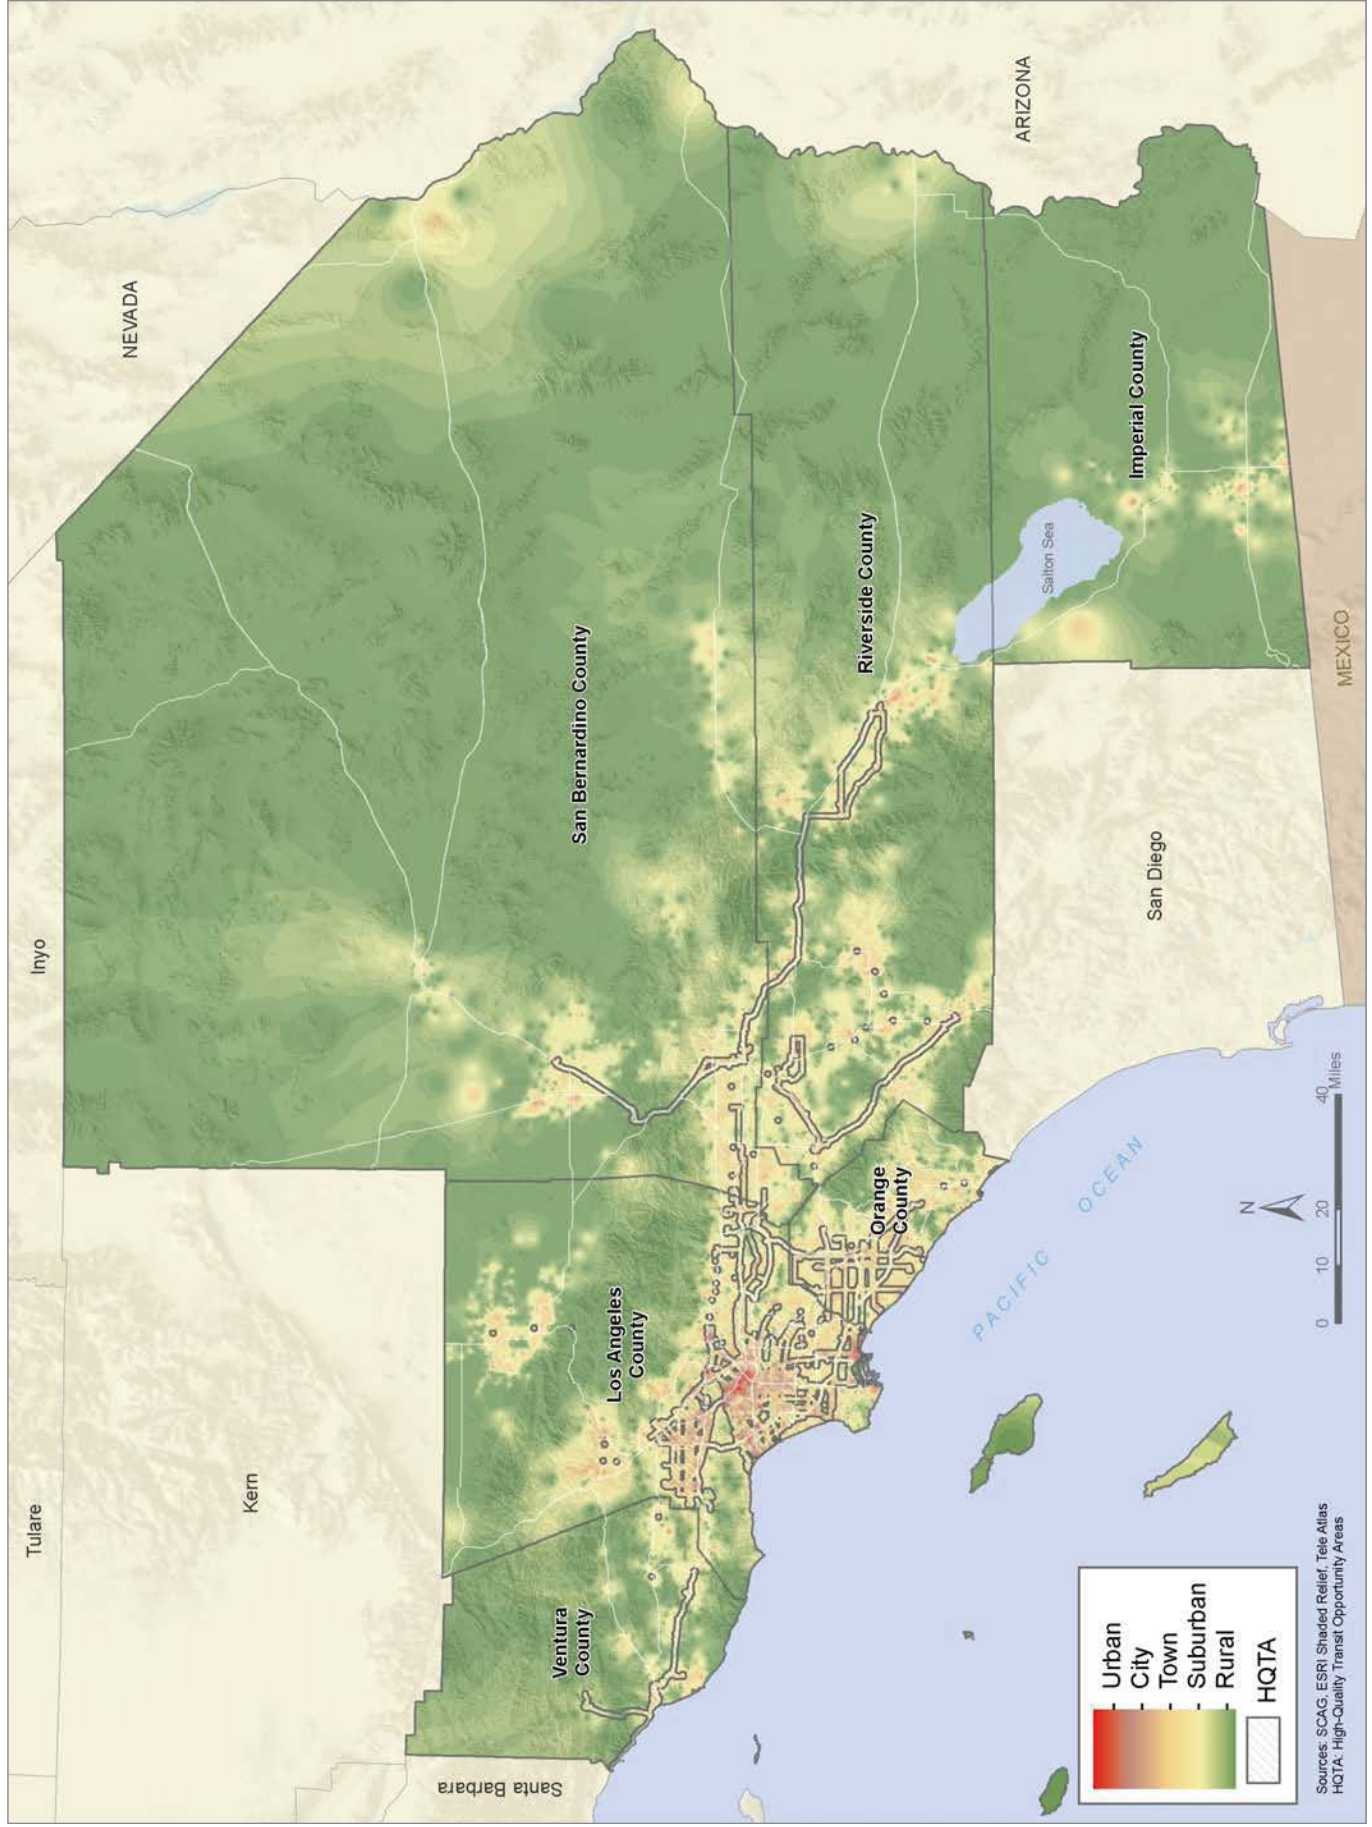 Tulare
Inyo
NEVADA
Kern
Santa Barbara
Ventura
County
Los Angeles
County
San Bernardino County
ARIZONA
Orange
County
Riverside County
Salton Sea
Imperial County
San Diego
MEXICO
PACIFIC OCEAN
N
0 10 20 40
Miles
Urban
City
Town
Suburban
Rural
HQTA
Sources: SCAG, ESRI Shaded Relief, Tele Atlas
HQTA: High-Quality Transit Opportunity Areas